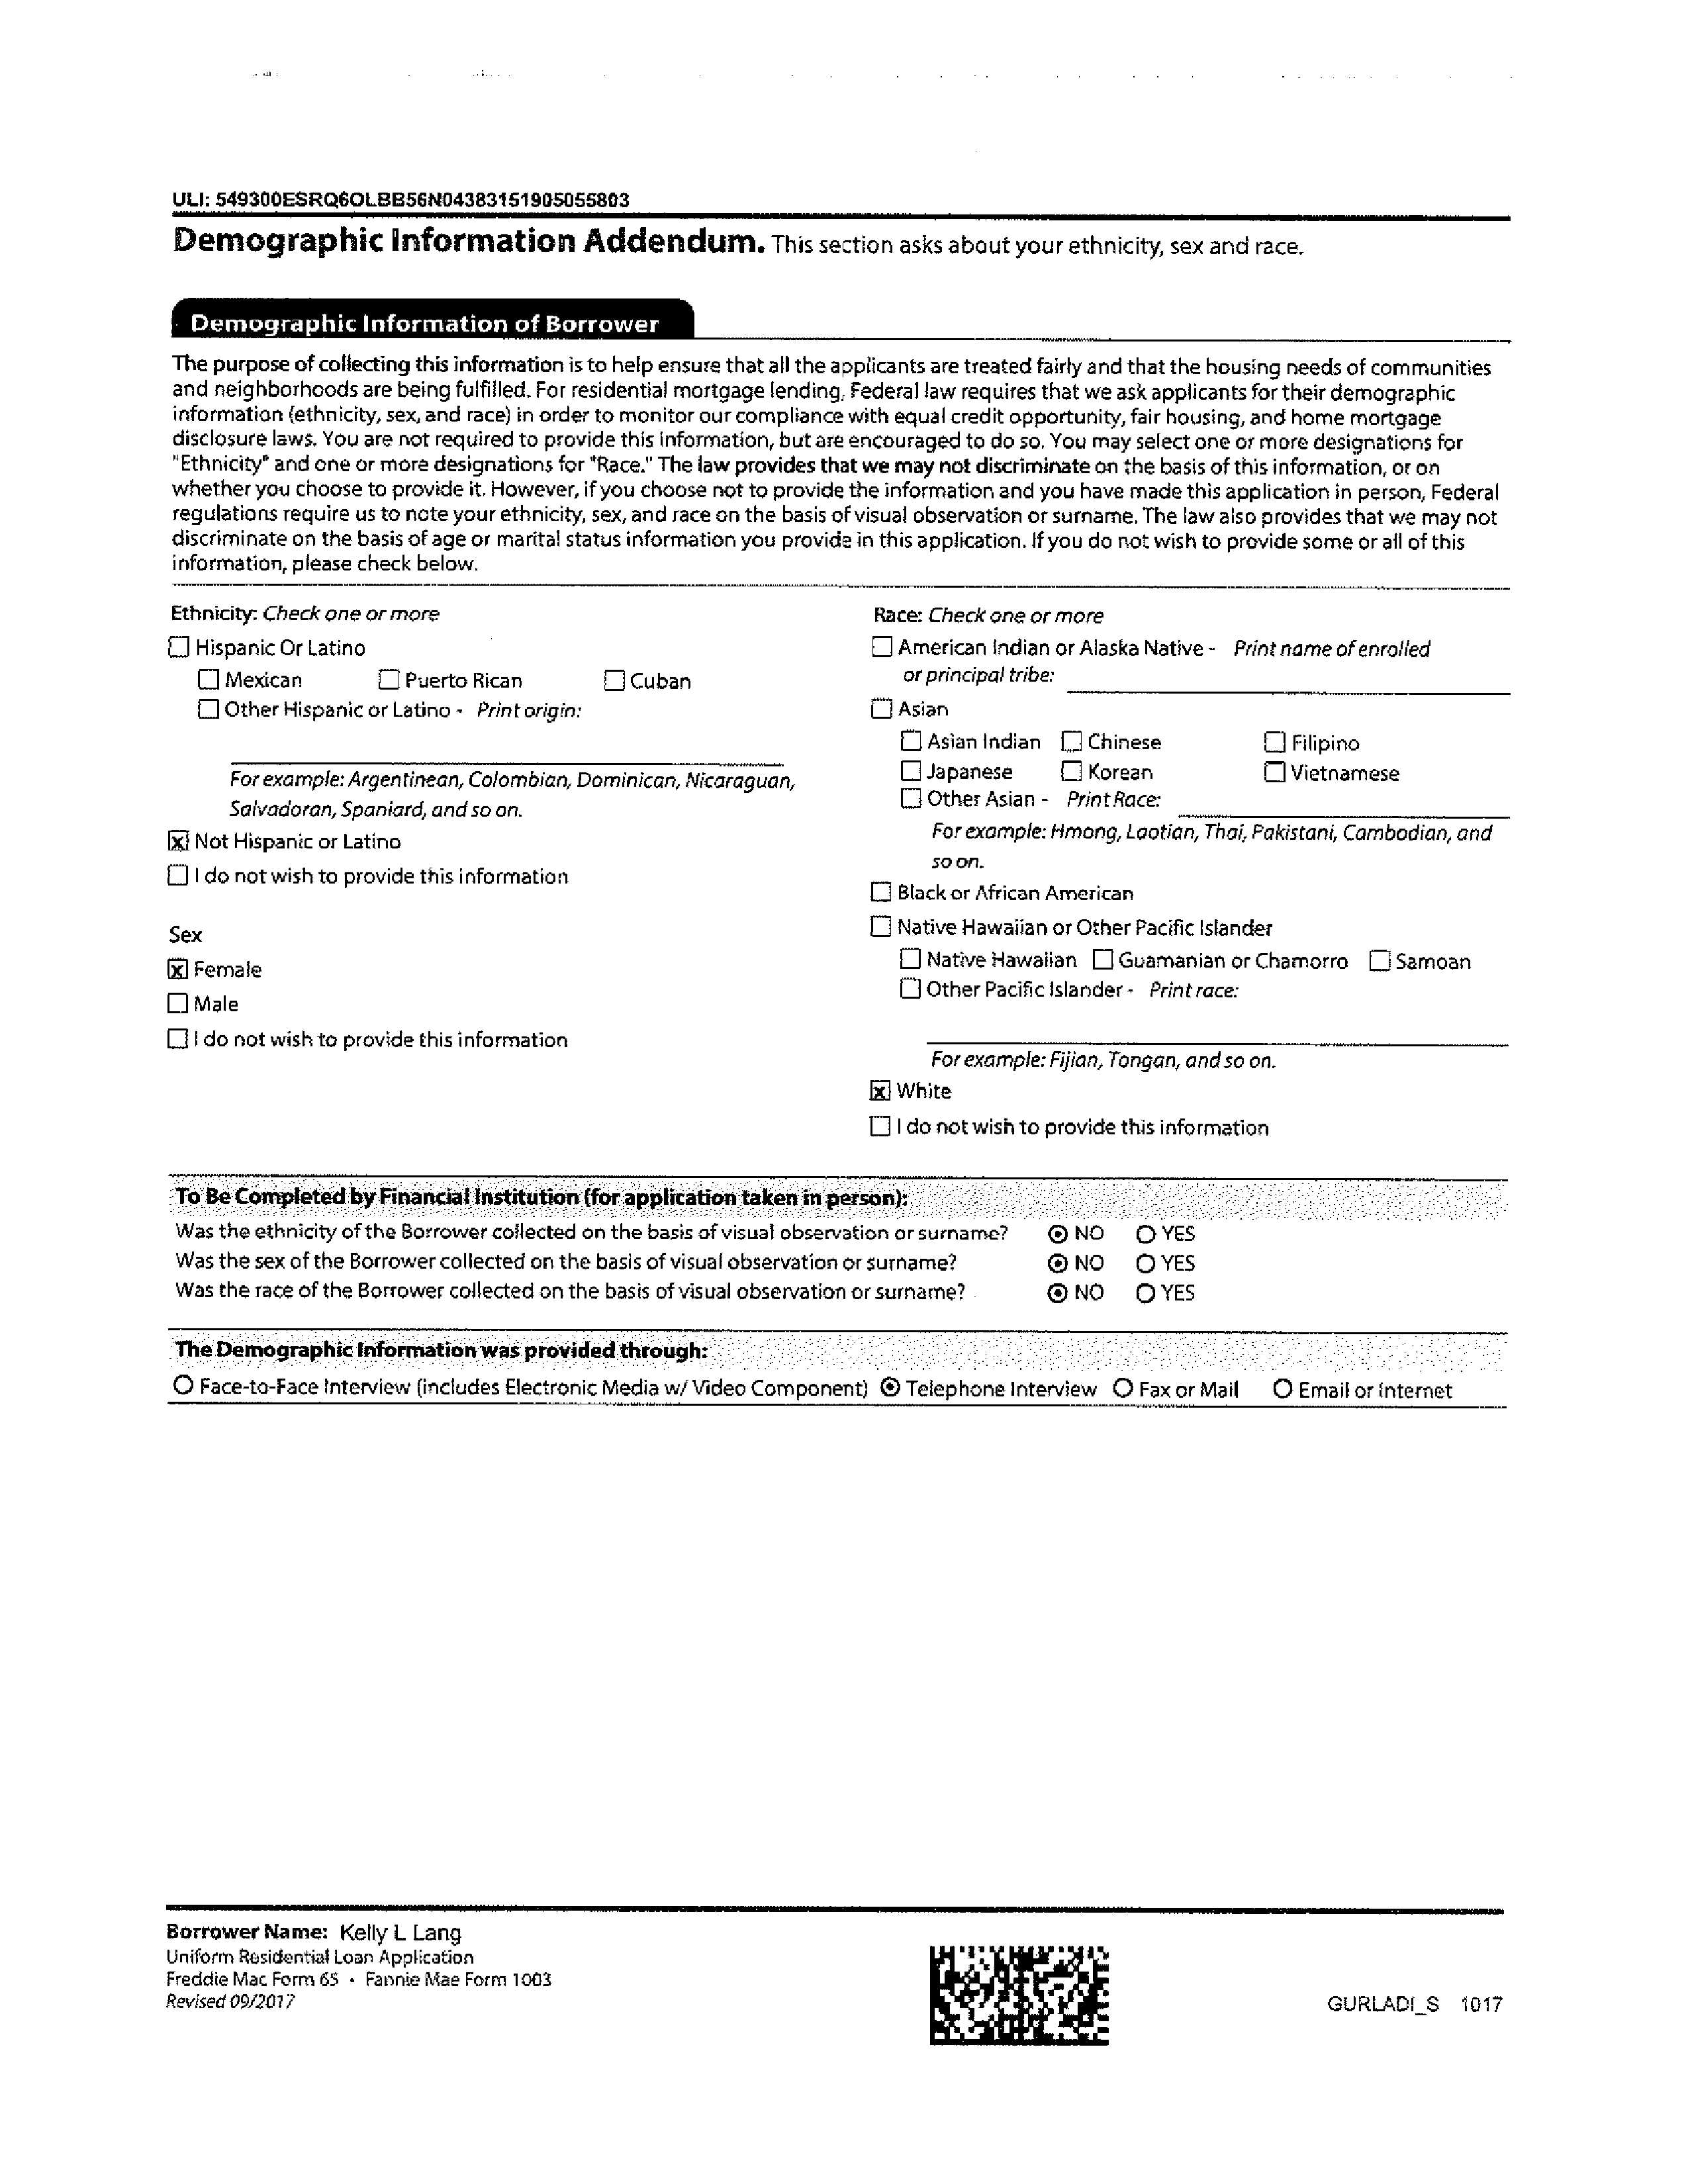 ULI: 549300ESRQ6OLBB56N04383151905055803
Demographic Information Addendum. This section asks about your ethnicity, sex and race.
Demographic Information of Borrower
The purpose of collecting this information is to help ensure that all the applicants are treated fairly and that the housing needs of communities
and neighborhoods are being fulfilled. For residential mortgage lending, Federal law requires that we ask applicants for their demographic
information (ethnicity, sex, and race) in order to monitor our compliance with equal credit opportunity, fair housing, and home mortgage
disclosure laws. You are not required to provide this information, but are encouraged to do so. You may select one or more designations for
"Ethnicity" and one or more designations for "Race." The law provides that we may not discriminate on the basis of this information, or on
whether you choose to provide it. However, if you choose not to provide the information and you have made this application in person, Federal
regulations require us to note your ethnicity, sex, and race on the basis of visual observation or surname. The law also provides that we may not
discriminate on the basis of age or marital status information you provide in this application. If you do not wish to provide some or all of this
information, please check below.
Ethnicity: Check one or more
☐ Hispanic Or Latino
☐ Mexican ☐ Puerto Rican ☐ Cuban
☐ Other Hispanic or Latino - Print origin:
For example: Argentinean, Colombian, Dominican, Nicaraguan,
Salvadoran, Spaniard, and so on.
☒ Not Hispanic or Latino
☐ I do not wish to provide this information
Sex
☒ Female
☐ Male
☐ I do not wish to provide this information
Race: Check one or more
☐ American Indian or Alaska Native - Print name of enrolled
or principal tribe:
☐ Asian
☐ Asian Indian ☐ Chinese ☐ Filipino
☐ Japanese ☐ Korean ☐ Vietnamese
☐ Other Asian - Print Race:
For example: Hmong, Laotian, Thai, Pakistani, Cambodian, and
so on.
☐ Black or African American
☐ Native Hawaiian or Other Pacific Islander
☐ Native Hawaiian ☐ Guamanian or Chamorro ☐ Samoan
☐ Other Pacific Islander - Print race:
For example: Fijian, Tongan, and so on.
☒ White
☐ I do not wish to provide this information
To Be Completed by Financial Institution (for application taken in person):
Was the ethnicity of the Borrower collected on the basis of visual observation or surname? ◉ NO ○ YES
Was the sex of the Borrower collected on the basis of visual observation or surname? ◉ NO ○ YES
Was the race of the Borrower collected on the basis of visual observation or surname? ◉ NO ○ YES
The Demographic Information was provided through:
○ Face-to-Face Interview (includes Electronic Media w/ Video Component) ◉ Telephone Interview ○ Fax or Mail ○ Email or Internet
Borrower Name: Kelly L Lang
Uniform Residential Loan Application
Freddie Mac Form 65 • Fannie Mae Form 1003
Revised 09/2017
GURLADI_S 1017